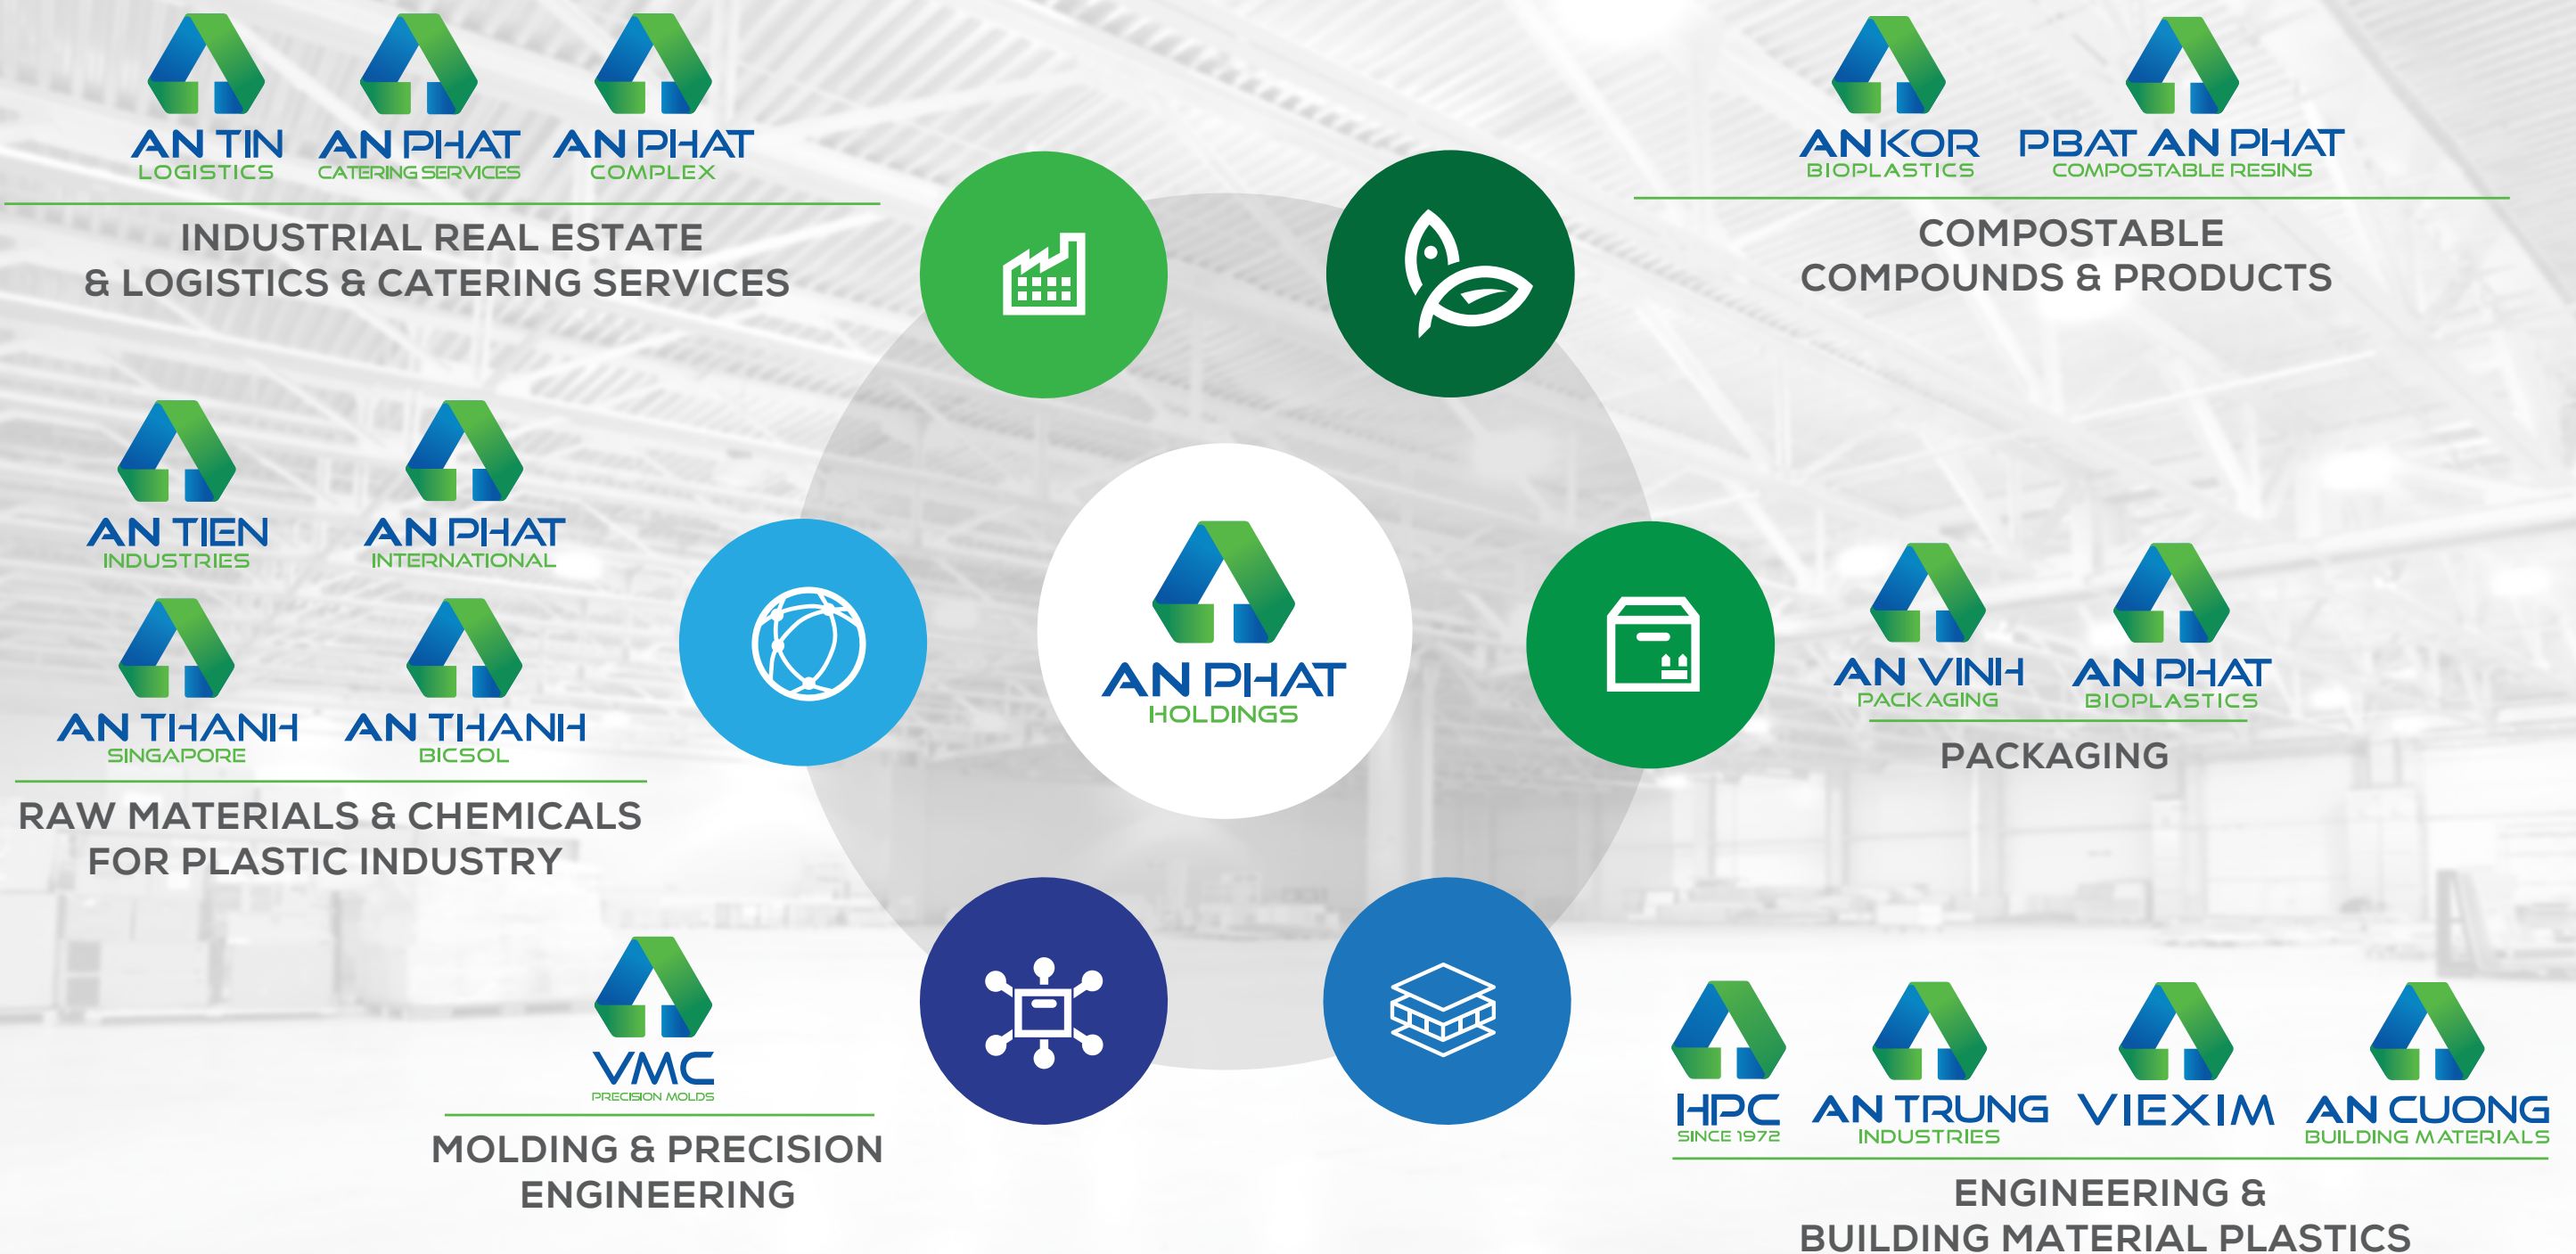 AN TIN
LOGISTICS
AN PHAT
CATERING SERVICES
AN PHAT
COMPLEX
INDUSTRIAL REAL ESTATE
& LOGISTICS & CATERING SERVICES
ANKOR
BIOPLASTICS
PBAT AN PHAT
COMPOSTABLE RESINS
COMPOSTABLE
COMPOUNDS & PRODUCTS
AN TIEN
INDUSTRIES
AN PHAT
INTERNATIONAL
AN THANH
SINGAPORE
AN THANH
BICSOL
RAW MATERIALS & CHEMICALS
FOR PLASTIC INDUSTRY
AN PHAT
HOLDINGS
AN VINH
PACKAGING
AN PHAT
BIOPLASTICS
PACKAGING
VMC
PRECISION MOLDS
MOLDING & PRECISION
ENGINEERING
HPC
SINCE 1972
AN TRUNG
INDUSTRIES
VIEXIM
AN CUONG
BUILDING MATERIALS
ENGINEERING &
BUILDING MATERIAL PLASTICS